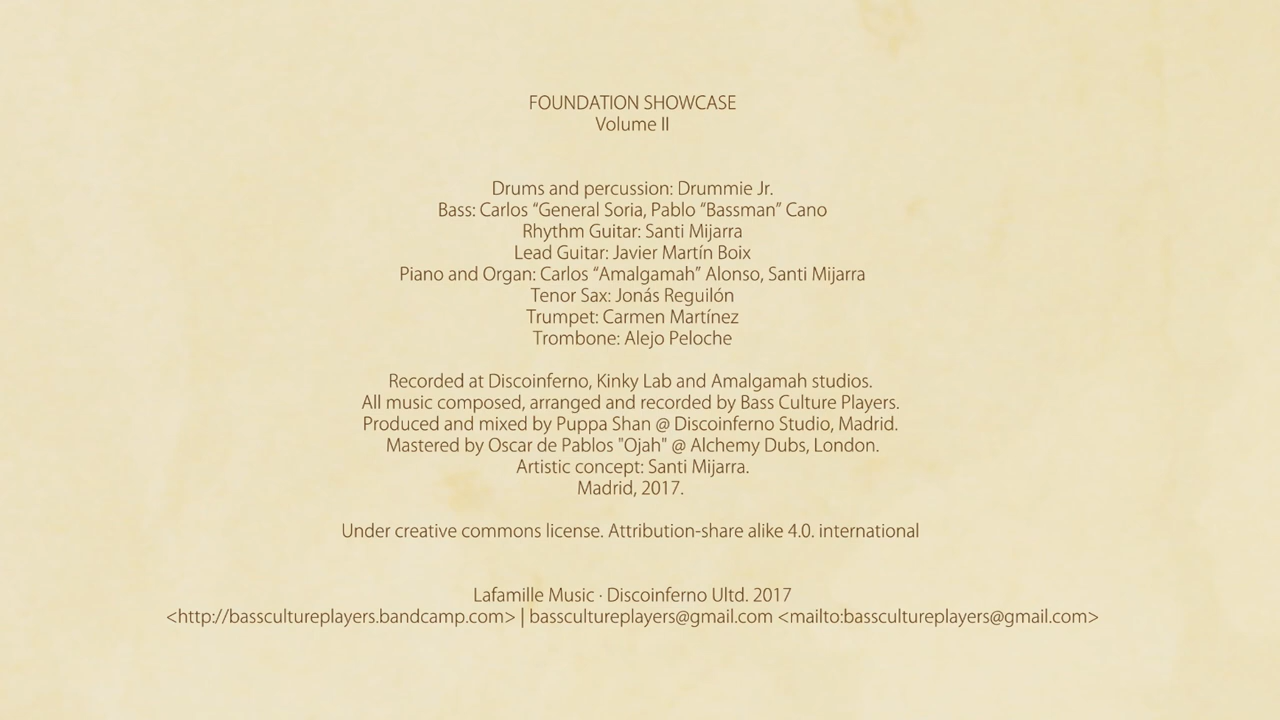 FOUNDATION SHOWCASE
Volume II
Drums and percussion: Drummie Jr.
Bass: Carlos “General Soria, Pablo “Bassman” Cano
Rhythm Guitar: Santi Mijarra
Lead Guitar: Javier Martín Boix
Piano and Organ: Carlos “Amalgamah” Alonso, Santi Mijarra
Tenor Sax: Jonás Reguilón
Trumpet: Carmen Martínez
Trombone: Alejo Peloche
Recorded at Discoinferno, Kinky Lab and Amalgamah studios.
All music composed, arranged and recorded by Bass Culture Players.
Produced and mixed by Puppa Shan @ Discoinferno Studio, Madrid.
Mastered by Oscar de Pablos "Ojah" @ Alchemy Dubs, London.
Artistic concept: Santi Mijarra.
Madrid, 2017.
Under creative commons license. Attribution-share alike 4.0. international
Lafamille Music · Discoinferno Ultd. 2017
<http://basscultureplayers.bandcamp.com> | basscultureplayers@gmail.com <mailto:basscultureplayers@gmail.com>